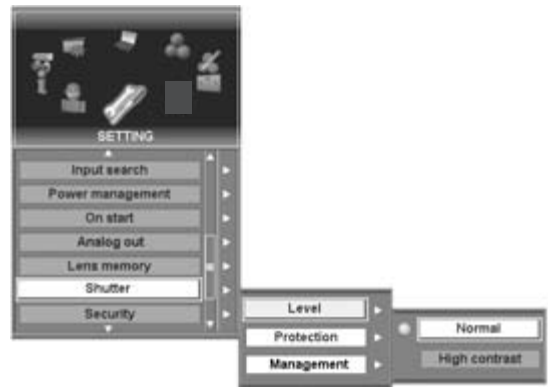 SETTING
Input search
Power management
On start
Analog out
Lens memory
Shutter
Security
Level
Protection
Management
Normal
High contrast